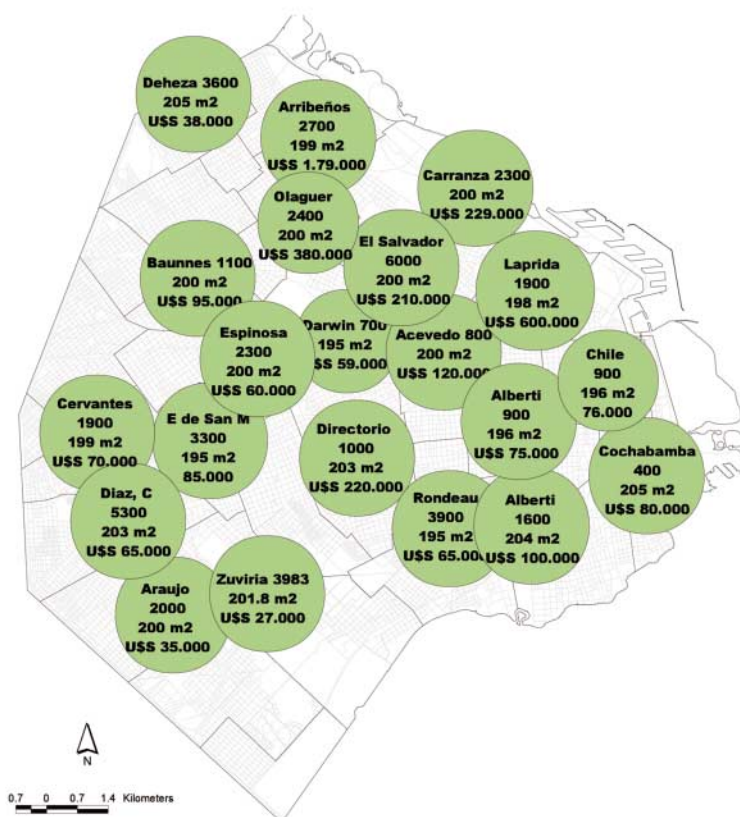 Deheza 3600
205 m2
U$S 38.000
Arribeños
2700
199 m2
U$S 1.79.000
Carranza 2300
200 m2
U$S 229.000
Olaguer
2400
200 m2
U$S 380.000
El Salvador
6000
200 m2
U$S 210.000
Baunnes 1100
200 m2
U$S 95.000
Laprida
1900
198 m2
U$S 600.000
Espinosa
2300
200 m2
U$S 60.000
Darwin 700
195 m2
59.000
Acevedo 800
200 m2
U$S 120.000
Chile
900
196 m2
76.000
Cervantes
1900
199 m2
U$S 70.000
E de San M
3300
195 m2
85.000
Directorio
1000
203 m2
U$S 220.000
Alberti
900
196 m2
U$S 75.000
Cochabamba
400
205 m2
U$S 80.000
Diaz, C
5300
203 m2
U$S 65.000
Rondeau
3900
195 m2
U$S 65.000
Alberti
1600
204 m2
U$S 100.000
Araujo
2000
200 m2
U$S 35.000
Zuviria 3983
201.8 m2
U$S 27.000
N
0.7 0 0.7 1.4 Kilometers